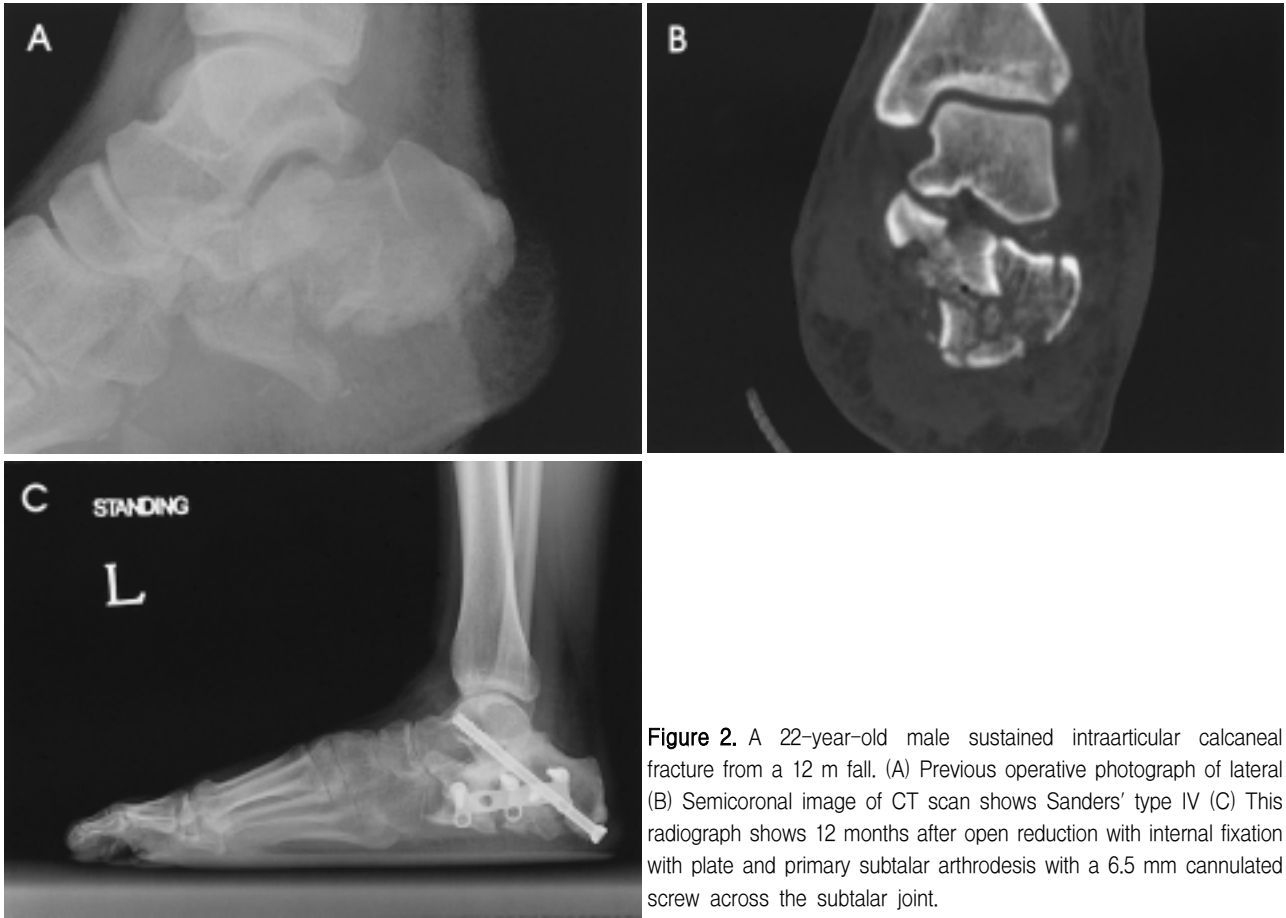 A
B
C
STANDING
L
Figure 2. A 22-year-old male sustained intraarticular calcaneal
fracture from a 12 m fall. (A) Previous operative photograph of lateral
(B) Semicoronal image of CT scan shows Sanders' type IV (C) This
radiograph shows 12 months after open reduction with internal fixation
with plate and primary subtalar arthrodesis with a 6.5 mm cannulated
screw across the subtalar joint.